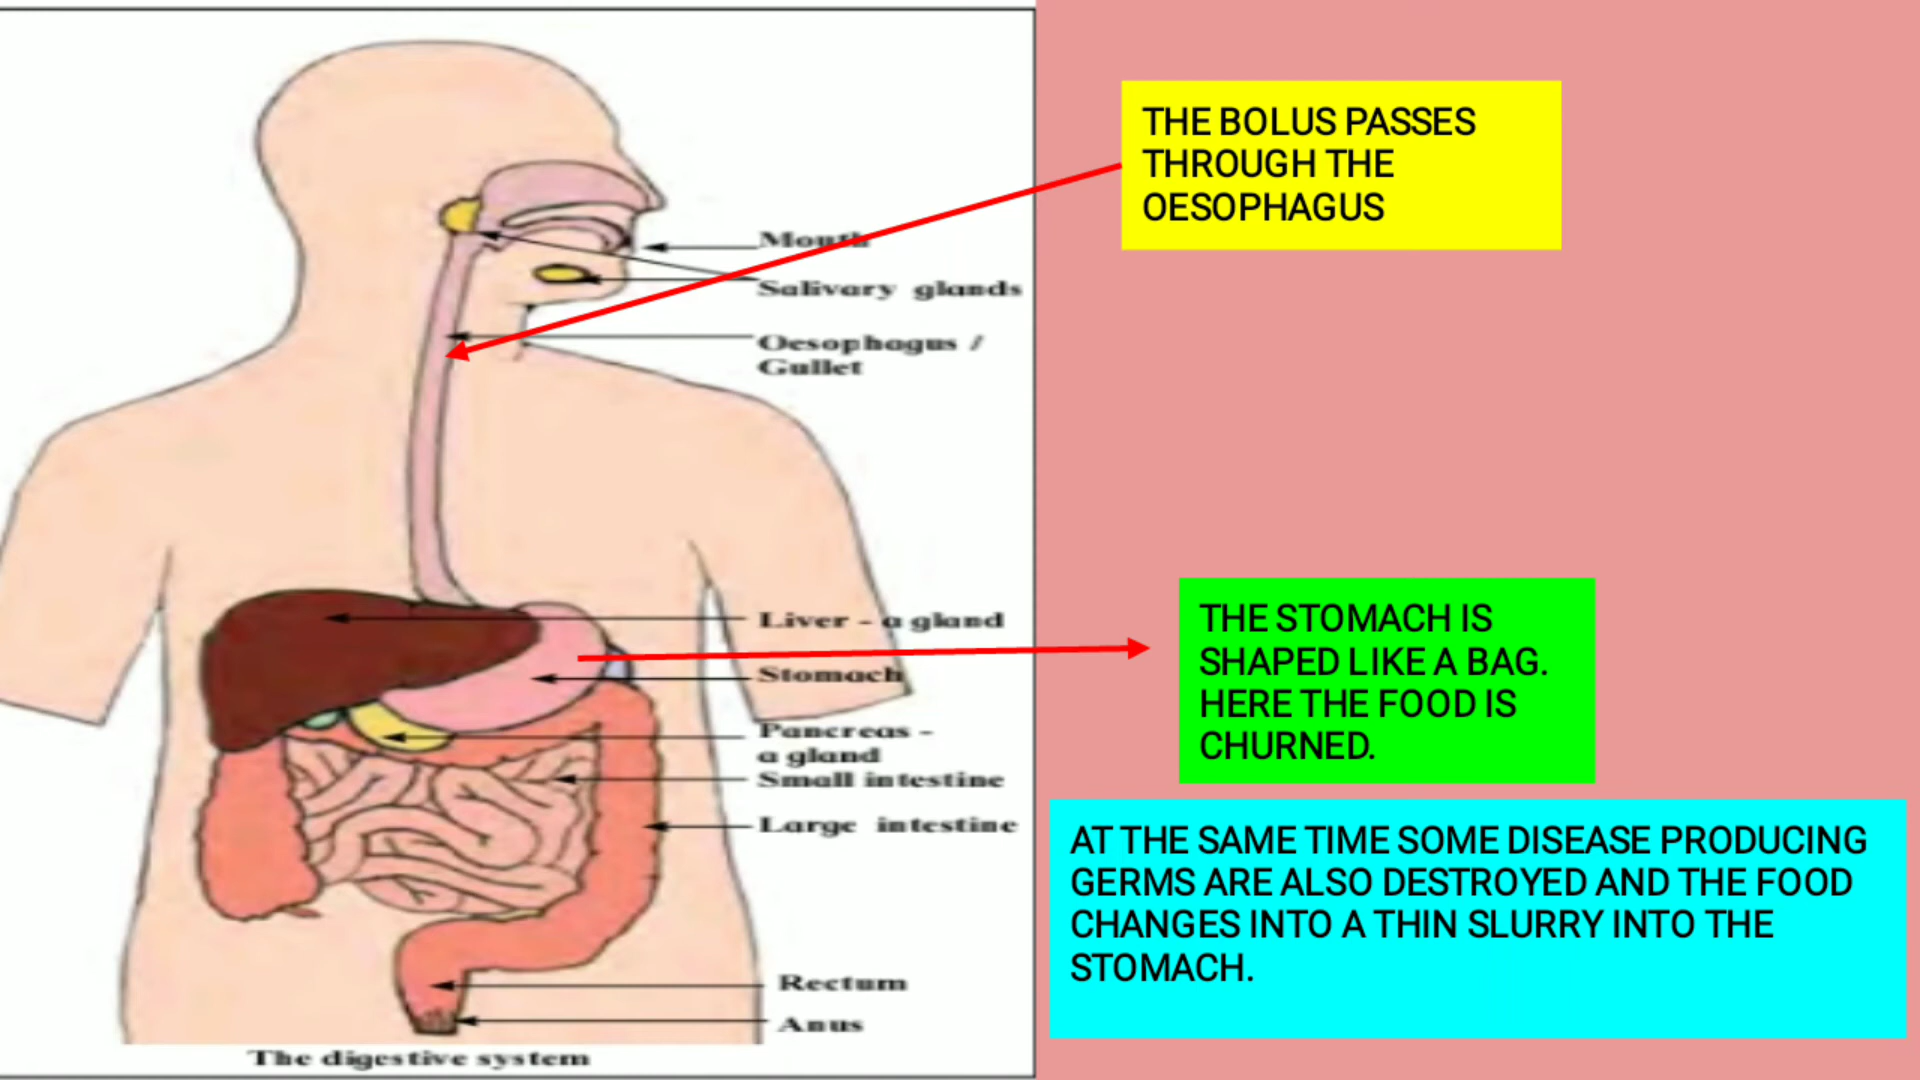 Mouth
Salivary glands
Oesophagus /
Gullet
Liver - a gland
Stomach
Pancreas -
a gland
Small intestine
Large intestine
Rectum
Anus
The digestive system
THE BOLUS PASSES
THROUGH THE
OESOPHAGUS
THE STOMACH IS
SHAPED LIKE A BAG.
HERE THE FOOD IS
CHURNED.
AT THE SAME TIME SOME DISEASE PRODUCING
GERMS ARE ALSO DESTROYED AND THE FOOD
CHANGES INTO A THIN SLURRY INTO THE
STOMACH.